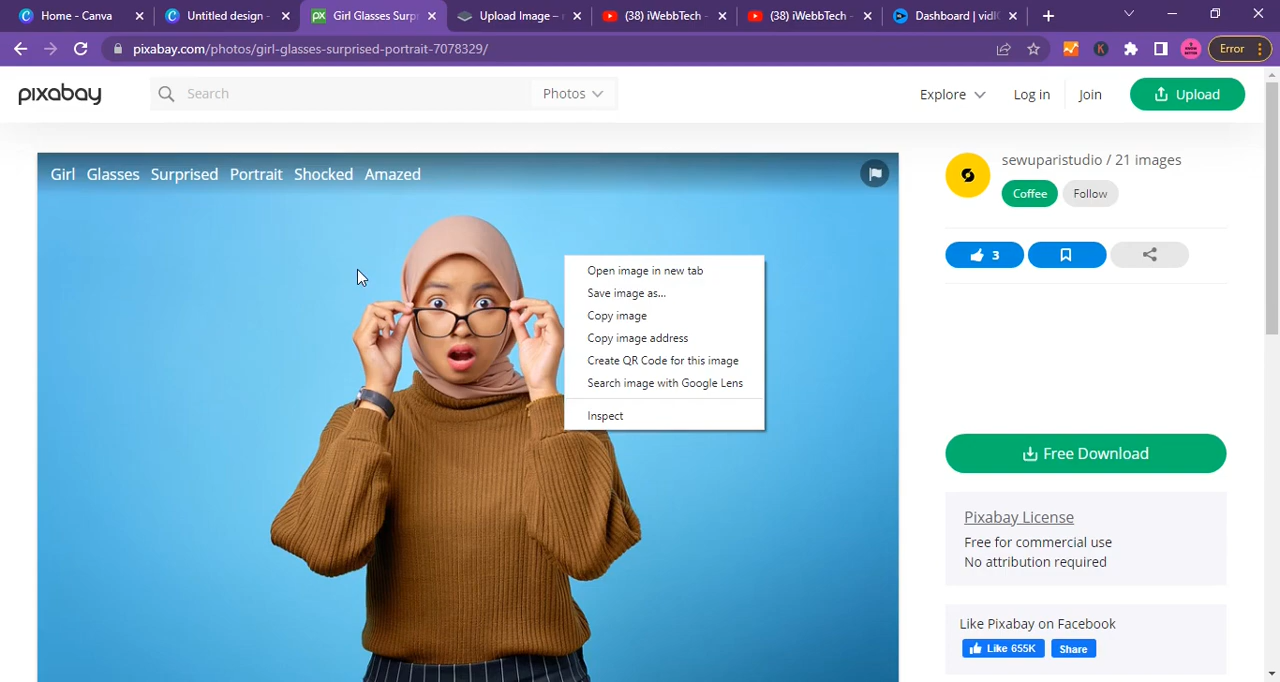 Home - Canva
Untitled design -
Girl Glasses Surp
Upload Image –
(38) iWebbTech -
(38) iWebbTech -
Dashboard | vidI
pixabay.com/photos/girl-glasses-surprised-portrait-7078329/
K
Error
pixabay
Search
Photos
Explore
Log in
Join
Upload
Girl Glasses Surprised Portrait Shocked Amazed
sewuparistudio / 21 images
Coffee
Follow
3
Open image in new tab
Save image as...
Copy image
Copy image address
Create QR Code for this image
Search image with Google Lens
Inspect
Free Download
Pixabay License
Free for commercial use
No attribution required
Like Pixabay on Facebook
Like 655K
Share